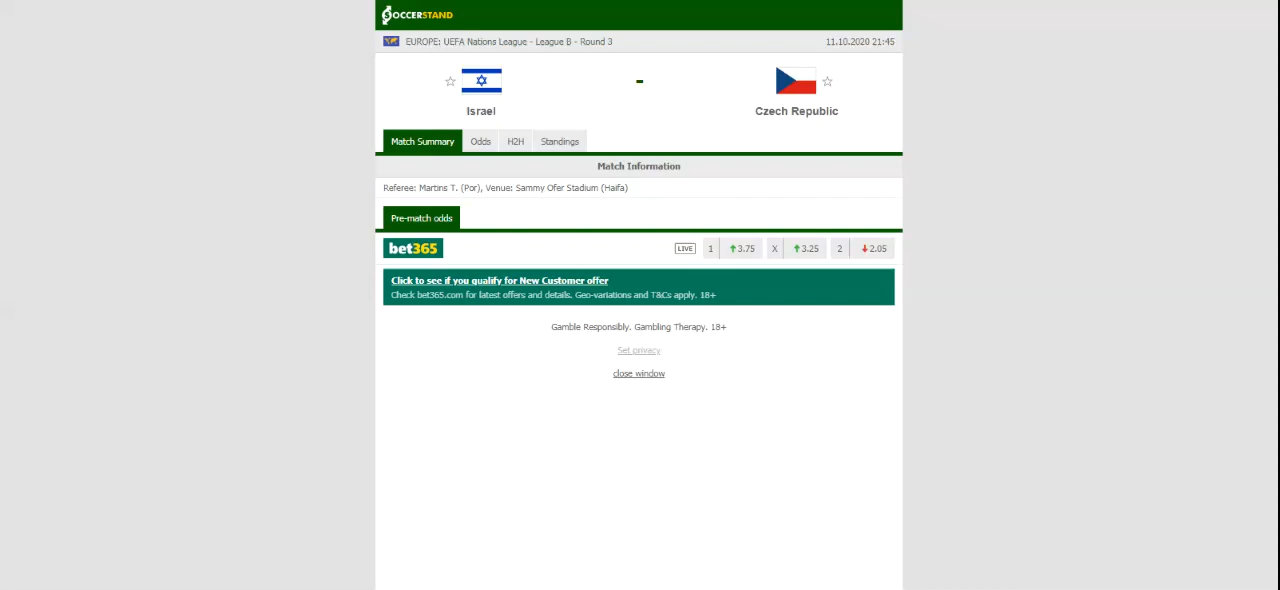 SOCCERSTAND
EUROPE: UEFA Nations League - League B - Round 3 11.10.2020 21:45
-
Israel Czech Republic
Match Summary Odds H2H Standings
Match Information
Referee: Martins T. (Por), Venue: Sammy Ofer Stadium (Haifa)
Pre-match odds
bet365 LIVE 1 3.75 X 3.25 2 2.05
Click to see if you qualify for New Customer offer
Check bet365.com for latest offers and details. Geo-variations and T&Cs apply. 18+
Gamble Responsibly. Gambling Therapy. 18+
Set privacy
close window